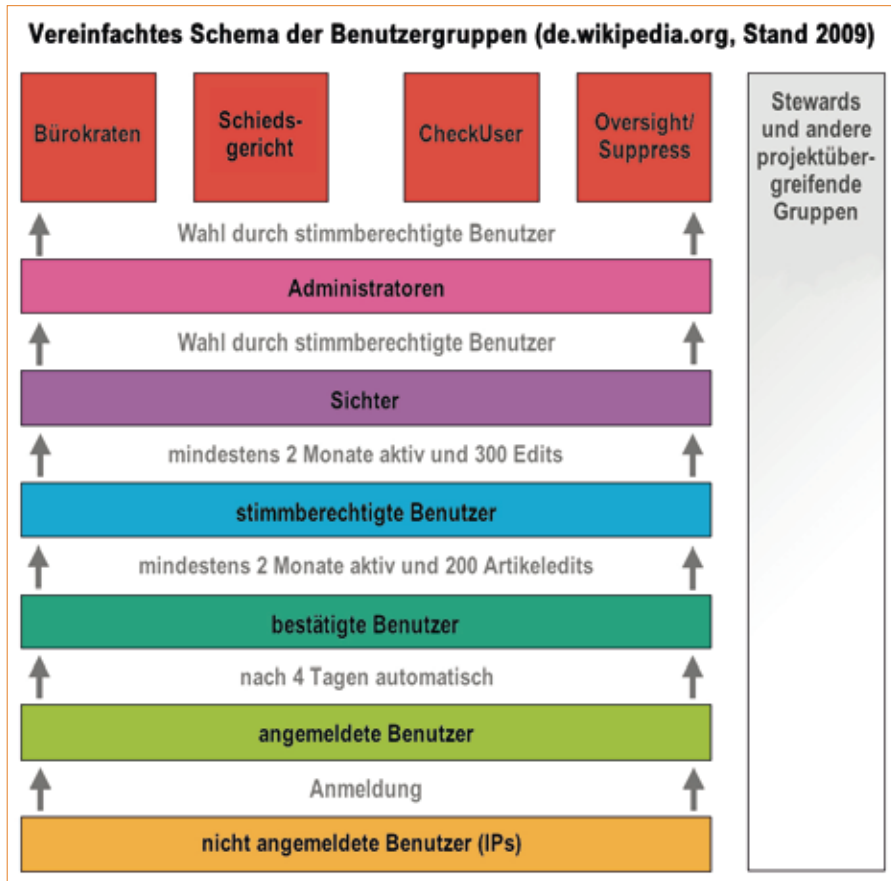 Vereinfachtes Schema der Benutzergruppen (de.wikipedia.org, Stand 2009)
Bürokraten
Schieds-
gericht
CheckUser
Oversight/
Suppress
Stewards
und andere
projektüber-
greifende
Gruppen
Wahl durch stimmberechtigte Benutzer
Administratoren
Wahl durch stimmberechtigte Benutzer
Sichter
mindestens 2 Monate aktiv und 300 Edits
stimmberechtigte Benutzer
mindestens 2 Monate aktiv und 200 Artikeledits
bestätigte Benutzer
nach 4 Tagen automatisch
angemeldete Benutzer
Anmeldung
nicht angemeldete Benutzer (IPs)